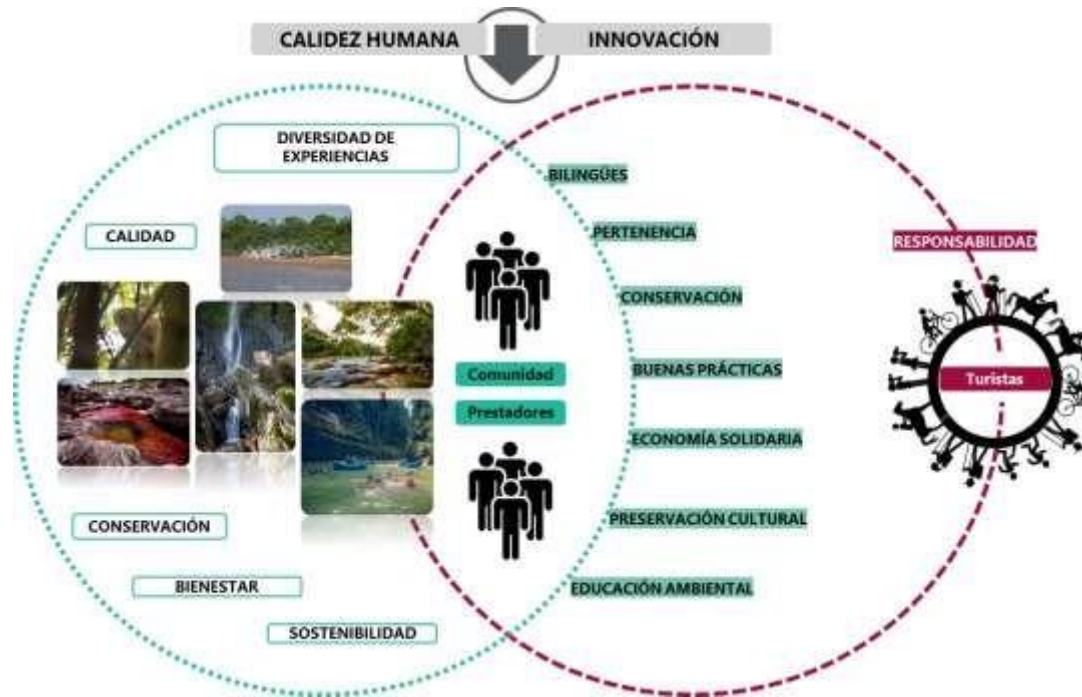 CALIDEZ HUMANA
INNOVACIÓN
DIVERSIDAD DE
EXPERIENCIAS
CALIDAD
CONSERVACIÓN
BIENESTAR
SOSTENIBILIDAD
Comunidad
Prestadores
BILINGÜES
PERTENENCIA
CONSERVACIÓN
BUENAS PRÁCTICAS
ECONOMÍA SOLIDARIA
PRESERVACIÓN CULTURAL
EDUCACIÓN AMBIENTAL
RESPONSABILIDAD
Turistas